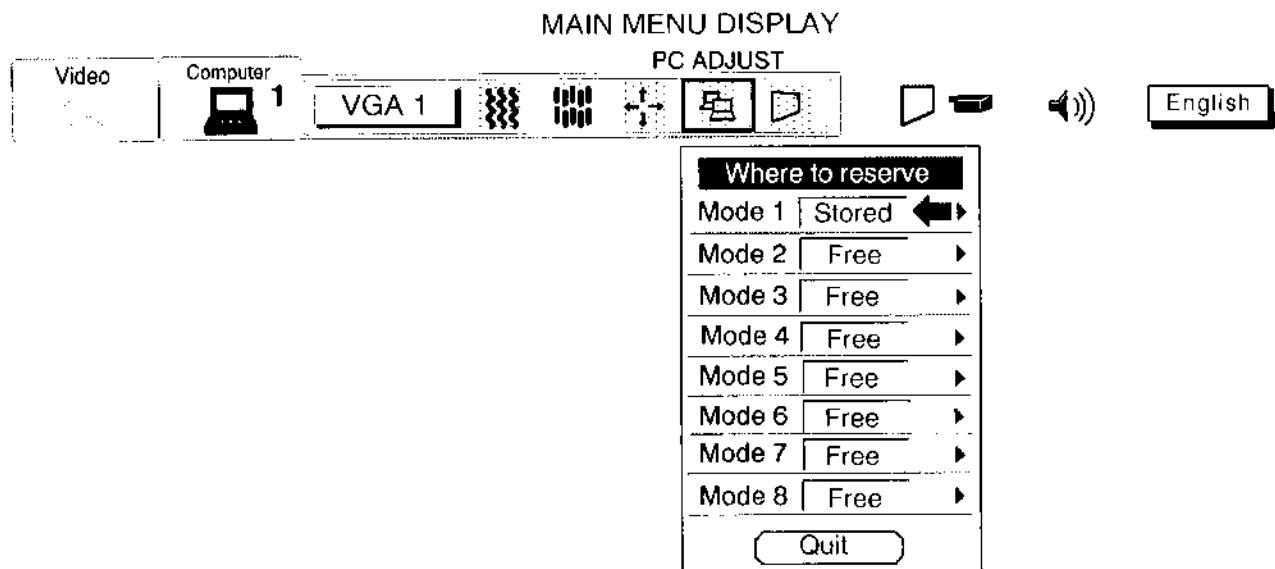 MAIN MENU DISPLAY
PC ADJUST
Video
Computer
1
VGA 1
English
Where to reserve
Mode 1 Stored
Mode 2 Free
Mode 3 Free
Mode 4 Free
Mode 5 Free
Mode 6 Free
Mode 7 Free
Mode 8 Free
Quit